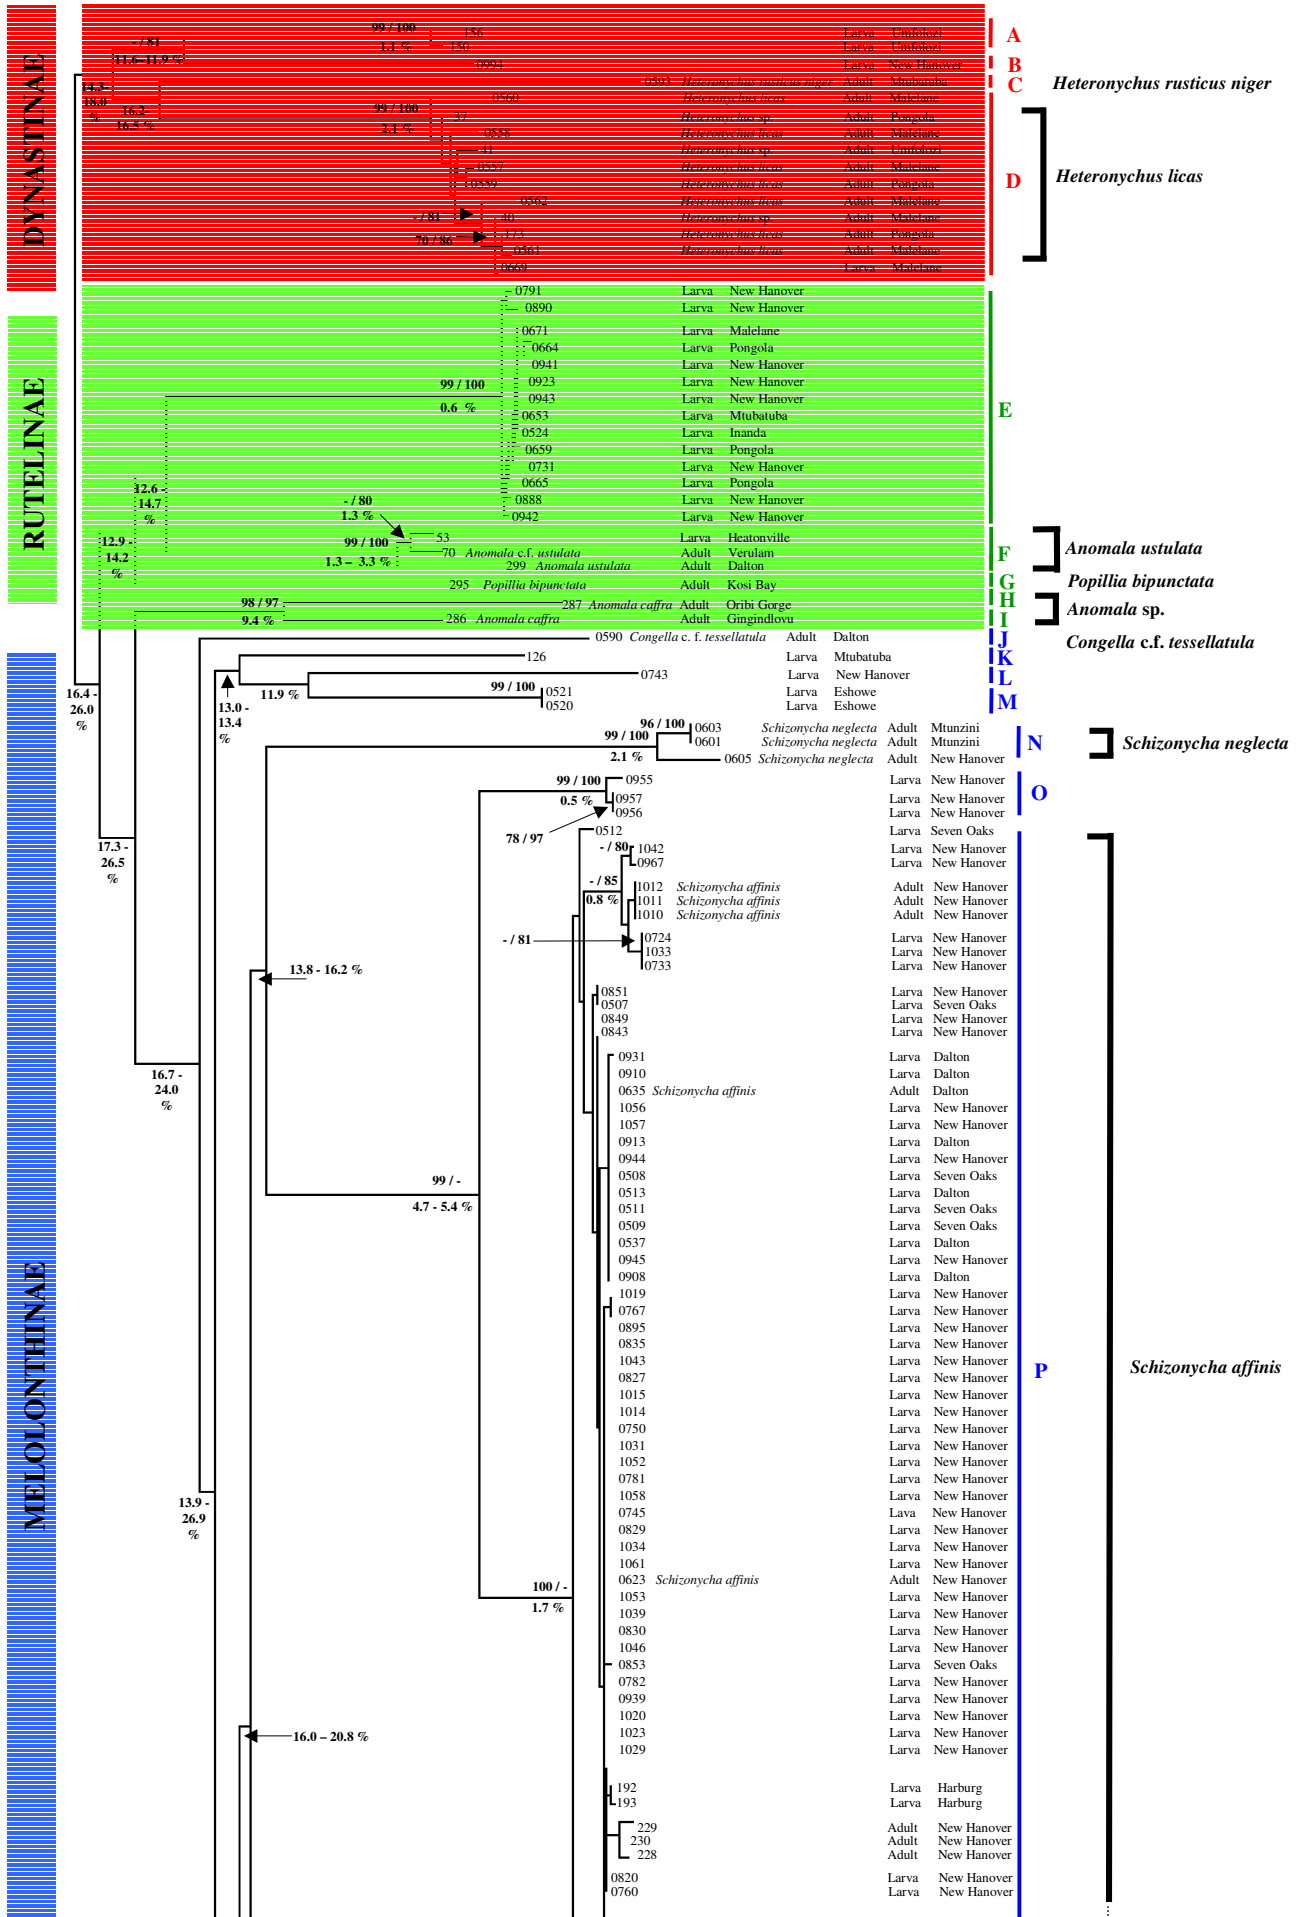 DYNASTINAE
99 / 100 156 Larva Umfolozi A
- / 81 1.1 % 150 Larva Umfolozi
11.6–11.9 % 0994 Larva New Hanover B
14.3- 18.0 % 0593 Heteronychus rusticus niger Adult Mtubatuba C Heteronychus rusticus niger
0560 Heteronychus licas Adult Malelane
16.2- 16.5 % 99 / 100 2.1 % 37 Heteronychus sp. Adult Pongola
0558 Heteronychus licas Adult Malelane
41 Heteronychus sp. Adult Umfolozi
0557 Heteronychus licas Adult Malelane
0559 Heteronychus licas Adult Pongola D Heteronychus licas
0562 Heteronychus licas Adult Malelane
- / 81 40 Heteronychus sp. Adult Malelane
70 / 86 173 Heteronychus licas Adult Pongola
0561 Heteronychus licas Adult Malelane
0669 Larva Malelane
RUTELINAE
0791 Larva New Hanover
0890 Larva New Hanover
0671 Larva Malelane
0664 Larva Pongola
0941 Larva New Hanover
99 / 100 0923 Larva New Hanover
0.6 % 0943 Larva New Hanover
0653 Larva Mtubatuba E
0524 Larva Inanda
0659 Larva Pongola
0731 Larva New Hanover
12.6 - 14.7 % 0665 Larva Pongola
- / 80 0888 Larva New Hanover
1.3 % 0942 Larva New Hanover
12.9 - 14.2 % 99 / 100 53 Larva Heatonville
70 Anomala c.f. ustulata Adult Verulam F Anomala ustulata
1.3 – 3.3 % 299 Anomala ustulata Adult Dalton
295 Popillia bipunctata Adult Kosi Bay G Popillia bipunctata
98 / 97 287 Anomala caffra Adult Oribi Gorge H Anomala sp.
9.4 % 286 Anomala caffra Adult Gingindlovu I
MELOLONTHINAE
0590 Congella c. f. tessellatula Adult Dalton J Congella c.f. tessellatula
126 Larva Mtubatuba K
0743 Larva New Hanover L
16.4 - 26.0 % 11.9 % 99 / 100 0521 Larva Eshowe M
0520 Larva Eshowe
13.0 - 13.4 %
96 / 100 0603 Schizonycha neglecta Adult Mtunzini
99 / 100 0601 Schizonycha neglecta Adult Mtunzini N Schizonycha neglecta
2.1 % 0605 Schizonycha neglecta Adult New Hanover
99 / 100 0955 Larva New Hanover
0.5 % 0957 Larva New Hanover O
0956 Larva New Hanover
78 / 97 0512 Larva Seven Oaks
17.3 - 26.5 % - / 80 1042 Larva New Hanover
0967 Larva New Hanover
- / 85 1012 Schizonycha affinis Adult New Hanover
0.8 % 1011 Schizonycha affinis Adult New Hanover
1010 Schizonycha affinis Adult New Hanover
- / 81 0724 Larva New Hanover
1033 Larva New Hanover
0733 Larva New Hanover
13.8 - 16.2 %
0851 Larva New Hanover
0507 Larva Seven Oaks
0849 Larva New Hanover
0843 Larva New Hanover
0931 Larva Dalton
16.7 - 24.0 % 0910 Larva Dalton
0635 Schizonycha affinis Adult Dalton
1056 Larva New Hanover
1057 Larva New Hanover
0913 Larva Dalton
0944 Larva New Hanover
99 / - 0508 Larva Seven Oaks
0513 Larva Dalton
4.7 - 5.4 % 0511 Larva Seven Oaks
0509 Larva Seven Oaks
0537 Larva Dalton
0945 Larva New Hanover
0908 Larva Dalton
1019 Larva New Hanover
0767 Larva New Hanover
0895 Larva New Hanover
0835 Larva New Hanover
1043 Larva New Hanover P Schizonycha affinis
0827 Larva New Hanover
1015 Larva New Hanover
1014 Larva New Hanover
0750 Larva New Hanover
1031 Larva New Hanover
1052 Larva New Hanover
0781 Larva New Hanover
13.9 - 26.9 % 1058 Larva New Hanover
0745 Lava New Hanover
0829 Larva New Hanover
1034 Larva New Hanover
1061 Larva New Hanover
100 / - 0623 Schizonycha affinis Adult New Hanover
1.7 % 1053 Larva New Hanover
1039 Larva New Hanover
0830 Larva New Hanover
1046 Larva New Hanover
0853 Larva Seven Oaks
0782 Larva New Hanover
0939 Larva New Hanover
1020 Larva New Hanover
16.0 – 20.8 % 1023 Larva New Hanover
1029 Larva New Hanover
192 Larva Harburg
193 Larva Harburg
229 Adult New Hanover
230 Adult New Hanover
228 Adult New Hanover
0820 Larva New Hanover
0760 Larva New Hanover